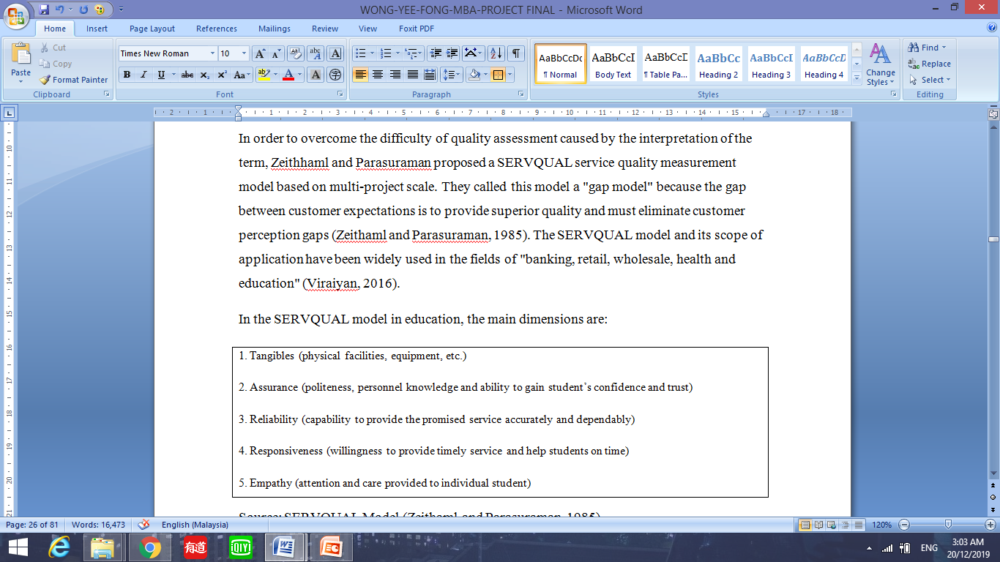 WONG-YEE-FONG-MBA-PROJECT FINAL - Microsoft Word
Home Insert Page Layout References Mailings Review View Foxit PDF
Paste
Cut
Copy
Format Painter
Clipboard
Times New Roman 10
Font
Paragraph
AaBbCcDc AaBbCcI AaBbCcI AaBbCc AaBbCcI AaBbCcD
¶ Normal Body Text ¶ Table Pa... Heading 2 Heading 3 Heading 4
Change Styles
Styles
Find
Replace
Select
Editing
In order to overcome the difficulty of quality assessment caused by the interpretation of the
term, Zeithhaml and Parasuraman proposed a SERVQUAL service quality measurement
model based on multi-project scale. They called this model a "gap model" because the gap
between customer expectations is to provide superior quality and must eliminate customer
perception gaps (Zeithaml and Parasuraman, 1985). The SERVQUAL model and its scope of
application have been widely used in the fields of "banking, retail, wholesale, health and
education" (Viraiyan, 2016).
In the SERVQUAL model in education, the main dimensions are:
1. Tangibles (physical facilities, equipment, etc.)
2. Assurance (politeness, personnel knowledge and ability to gain student’s confidence and trust)
3. Reliability (capability to provide the promised service accurately and dependably)
4. Responsiveness (willingness to provide timely service and help students on time)
5. Empathy (attention and care provided to individual student)
Source: SERVQUAL Model (Zeithaml and Parasuraman, 1985)
Page: 26 of 81 Words: 16,473 English (Malaysia) 120%
有道 iQIY ENG 3:03 AM
20/12/2019